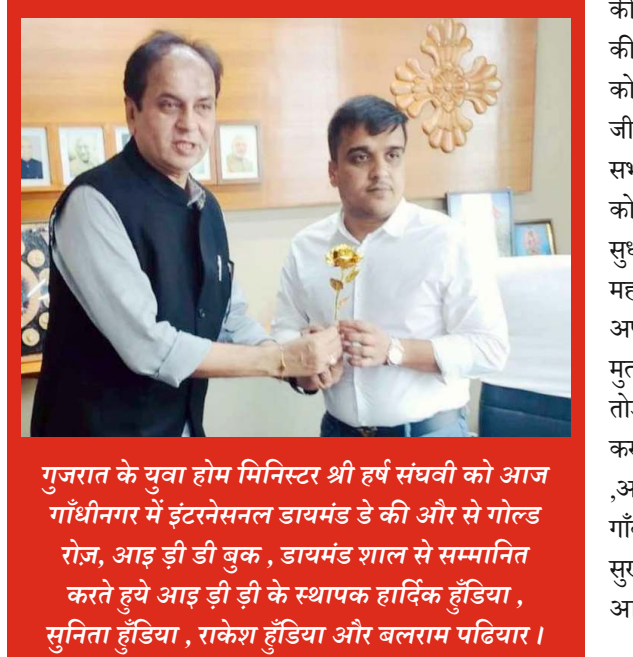 गुजरात के युवा होम मिनिस्टर श्री हर्ष संघवी को आज
गाँधीनगर में इंटरनेसनल डायमंड डे की और से गोल्ड
रोज़, आइ ड़ी डी बुक , डायमंड शाल से सम्मानित
करते हुये आइ ड़ी ड़ी के स्थापक हार्दिक हुँडिया ,
सुनिता हुँडिया , राकेश हुँडिया और बलराम पढियार ।
की
की
को
जी
को